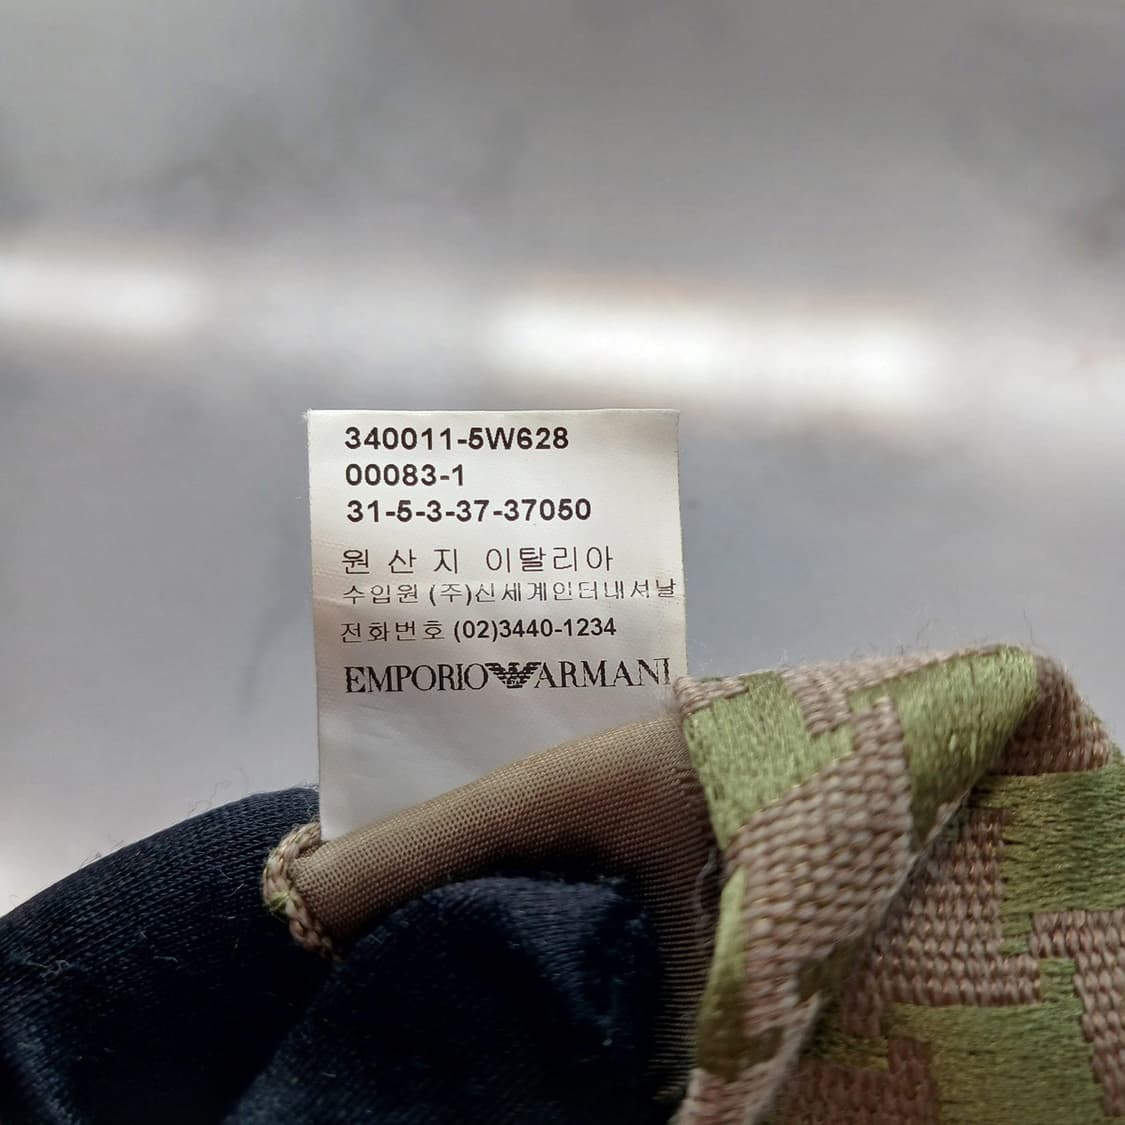 340011-5W628
00083-1
31-5-3-37-37050
원산지 이탈리아
수입원 (주)신세계인터내셔날
전화번호 (02)3440-1234
EMPORIO ARMANI